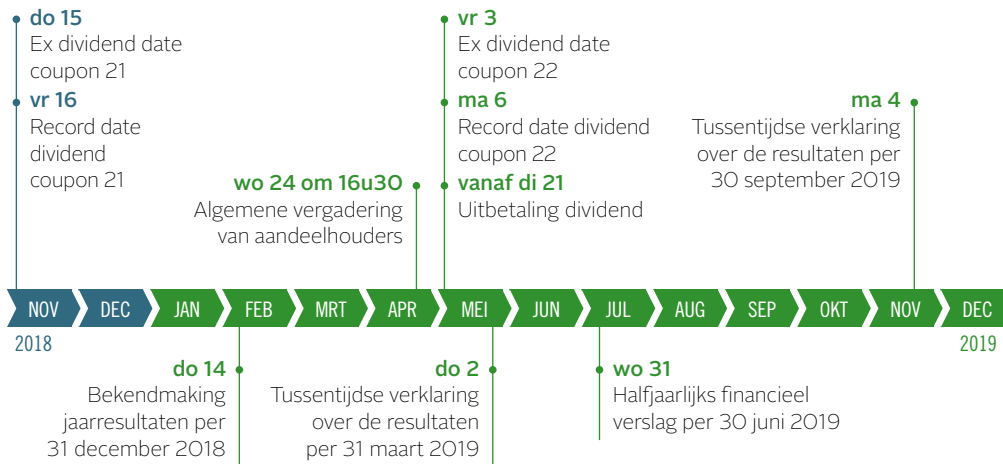 do 15
Ex dividend date
coupon 21
vr 16
Record date
dividend
coupon 21
wo 24 om 16u30
Algemene vergadering
van aandeelhouders
vr 3
Ex dividend date
coupon 22
ma 6
Record date dividend
coupon 22
vanaf di 21
Uitbetaling dividend
ma 4
Tussentijdse verklaring
over de resultaten per
30 september 2019
NOV DEC JAN FEB MRT APR MEI JUN JUL AUG SEP OKT NOV DEC
2018 2019
do 14
Bekendmaking
jaarresultaten per
31 december 2018
do 2
Tussentijdse verklaring
over de resultaten
per 31 maart 2019
wo 31
Halfjaarlijks financieel
verslag per 30 juni 2019